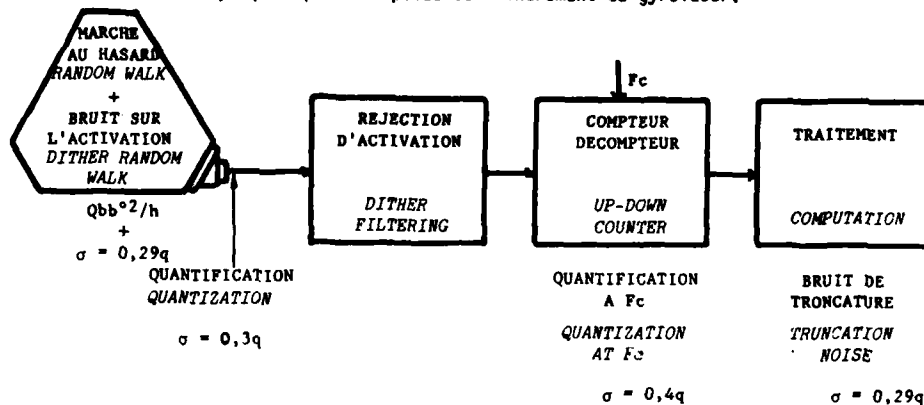 MARCHE
AU HASARD
RANDOM WALK
+
BRUIT SUR
L'ACTIVATION
DITHER RANDOM
WALK
Qbb°2/h
+
σ = 0,29q
QUANTIFICATION
QUANTIZATION
σ = 0,3q
REJECTION
D'ACTIVATION
DITHER
FILTERING
Fc
COMPTEUR
DECOMPTEUR
UP-DOWN
COUNTER
QUANTIFICATION
A Fc
QUANTIZATION
AT Fc
σ = 0,4q
TRAITEMENT
COMPUTATION
BRUIT DE
TRONCATURE
TRUNCATION
NOISE
σ = 0,29q